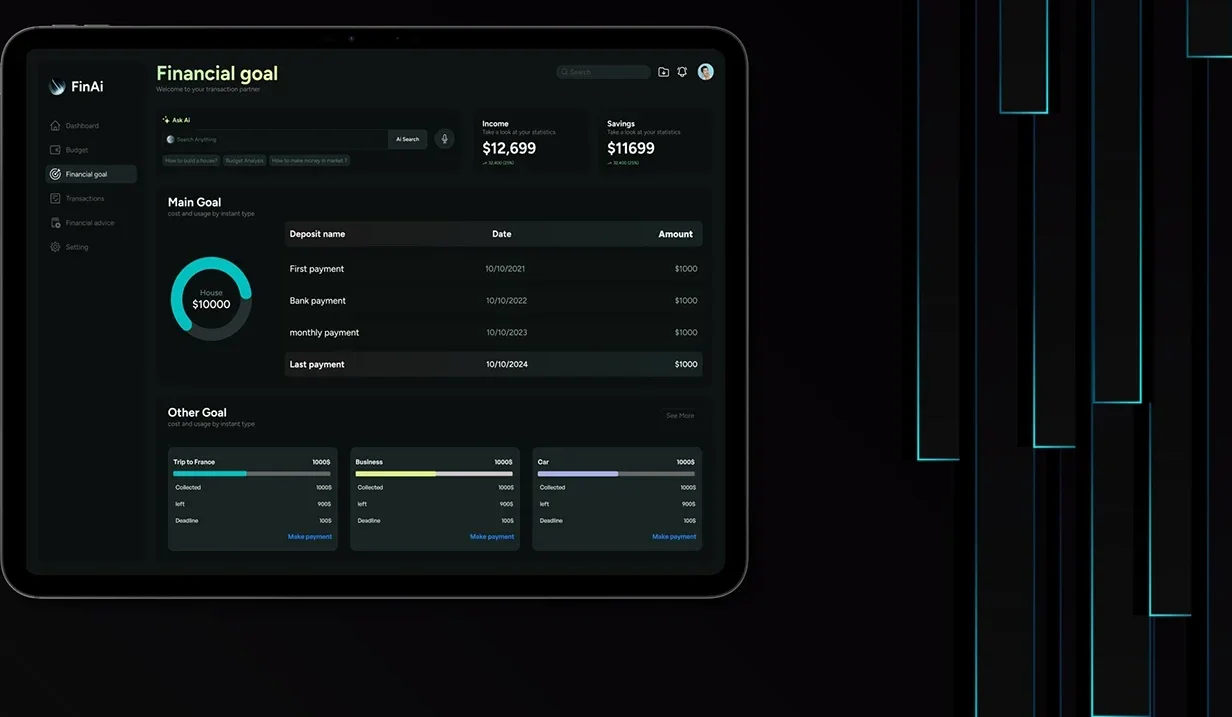 FinAi
Dashboard
Budget
Financial goal
Transactions
Financial advice
Setting
Financial goal
Welcome to your transaction partner
Search
Ask Ai
Search Anything
Ai Search
How to build a house?
Budget Analysis
How to make money in market ?
Income
Take a look at your statistics
$12,699
Savings
Take a look at your statistics
$11699
Main Goal
cost and usage by instant type
House
$10000
Deposit name Date Amount
First payment 10/10/2021 $1000
Bank payment 10/10/2022 $1000
monthly payment 10/10/2023 $1000
Last payment 10/10/2024 $1000
Other Goal
cost and usage by instant type
See More
Trip to France 1000$
Collected 1000$
left 900$
Deadline 100$
Make payment
Business 1000$
Collected 1000$
left 900$
Deadline 100$
Make payment
Car 1000$
Collected 1000$
left 900$
Deadline 100$
Make payment